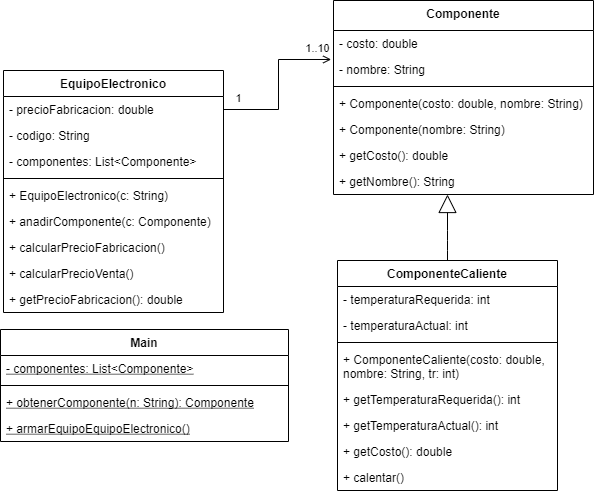 Componente
- costo: double
- nombre: String
+ Componente(costo: double, nombre: String)
+ Componente(nombre: String)
+ getCosto(): double
+ getNombre(): String
1..10
1
EquipoElectronico
- precioFabricacion: double
- codigo: String
- componentes: List<Componente>
+ EquipoElectronico(c: String)
+ anadirComponente(c: Componente)
+ calcularPrecioFabricacion()
+ calcularPrecioVenta()
+ getPrecioFabricacion(): double
ComponenteCaliente
- temperaturaRequerida: int
- temperaturaActual: int
+ ComponenteCaliente(costo: double,
nombre: String, tr: int)
+ getTemperaturaRequerida(): int
+ getTemperaturaActual(): int
+ getCosto(): double
+ calentar()
Main
- componentes: List<Componente>
+ obtenerComponente(n: String): Componente
+ armarEquipoEquipoElectronico()